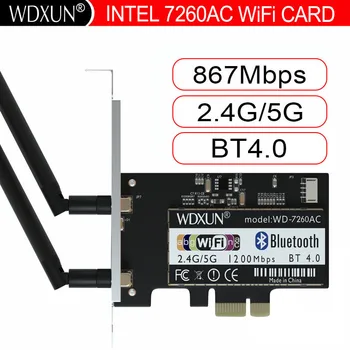 WDXUN® INTEL 7260AC WiFi CARD
867Mbps
2.4G/5G
BT4.0
WDXUN®
model:WD-7260AC
WiFi Bluetooth®
2.4G/5G 1200Mbps BT 4.0
Made in China